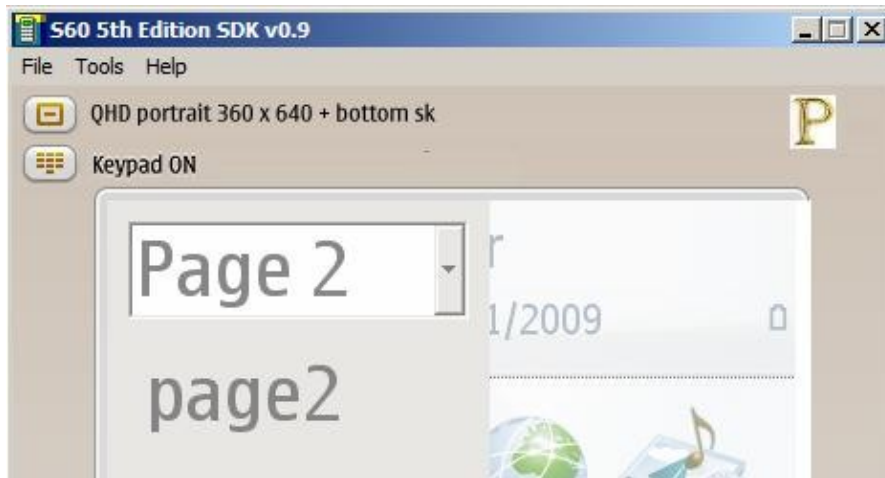 S60 5th Edition SDK v0.9
File Tools Help
QHD portrait 360 x 640 + bottom sk
P
Keypad ON
Page 2
r
1/2009
page2